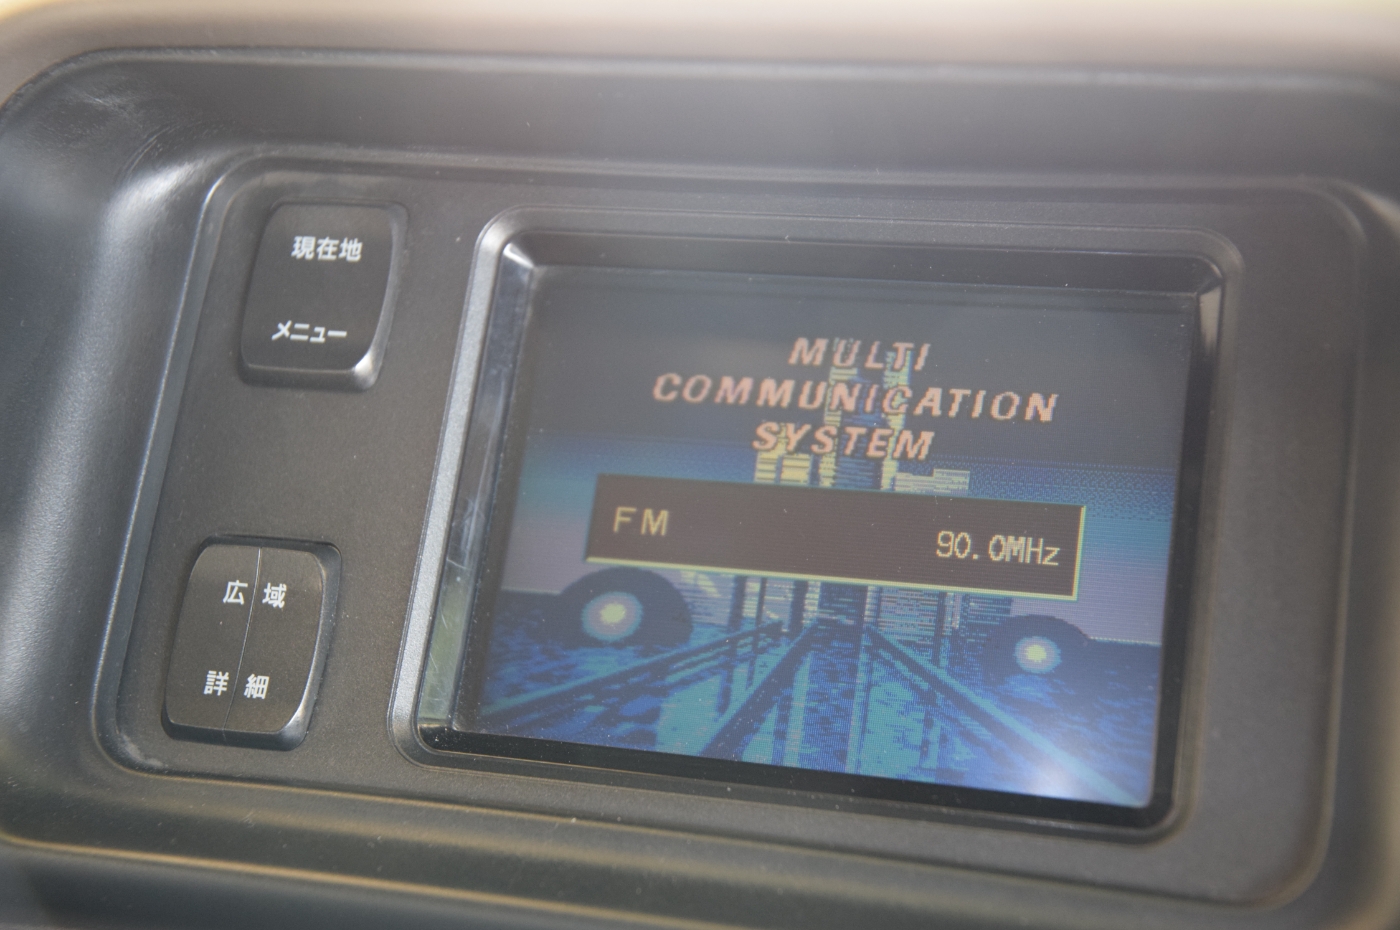 現在地
メニュー
広域
詳細
MULTI
COMMUNICATION
SYSTEM
FM 90.0MHz